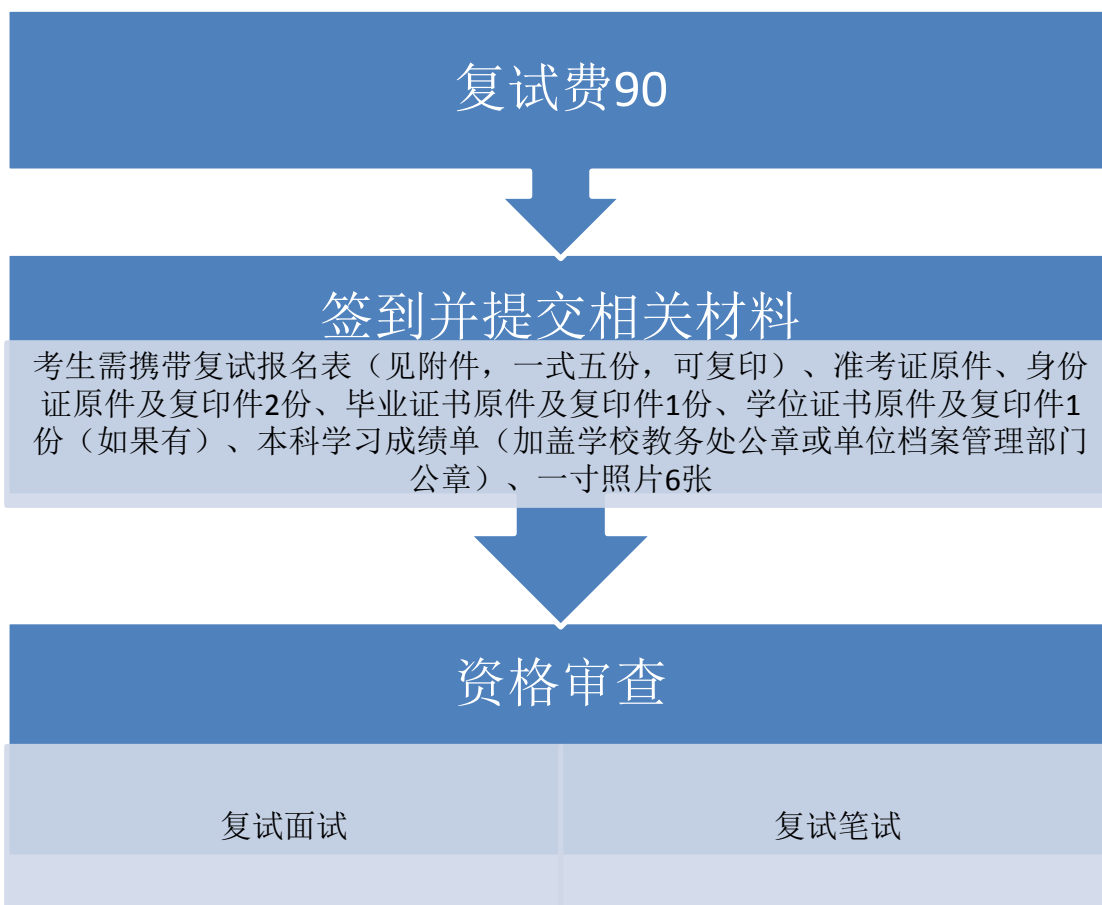 复试费90
签到并提交相关材料
考生需携带复试报名表（见附件，一式五份，可复印）、准考证原件、身份
证原件及复印件2份、毕业证书原件及复印件1份、学位证书原件及复印件1
份（如果有）、本科学习成绩单（加盖学校教务处公章或单位档案管理部门
公章）、一寸照片6张
资格审查
复试面试
复试笔试